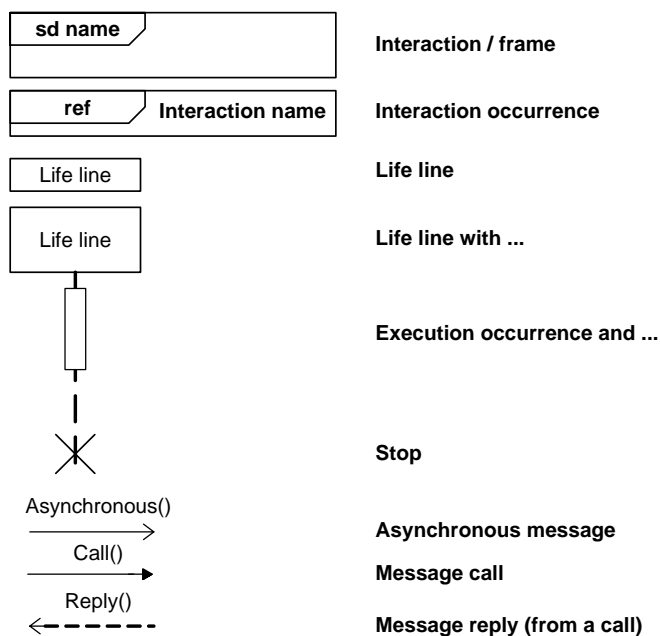 sd name
Interaction / frame
ref Interaction name
Interaction occurrence
Life line
Life line
Life line
Life line with ...
Execution occurrence and ...
Stop
Asynchronous()
Asynchronous message
Call()
Message call
Reply()
Message reply (from a call)